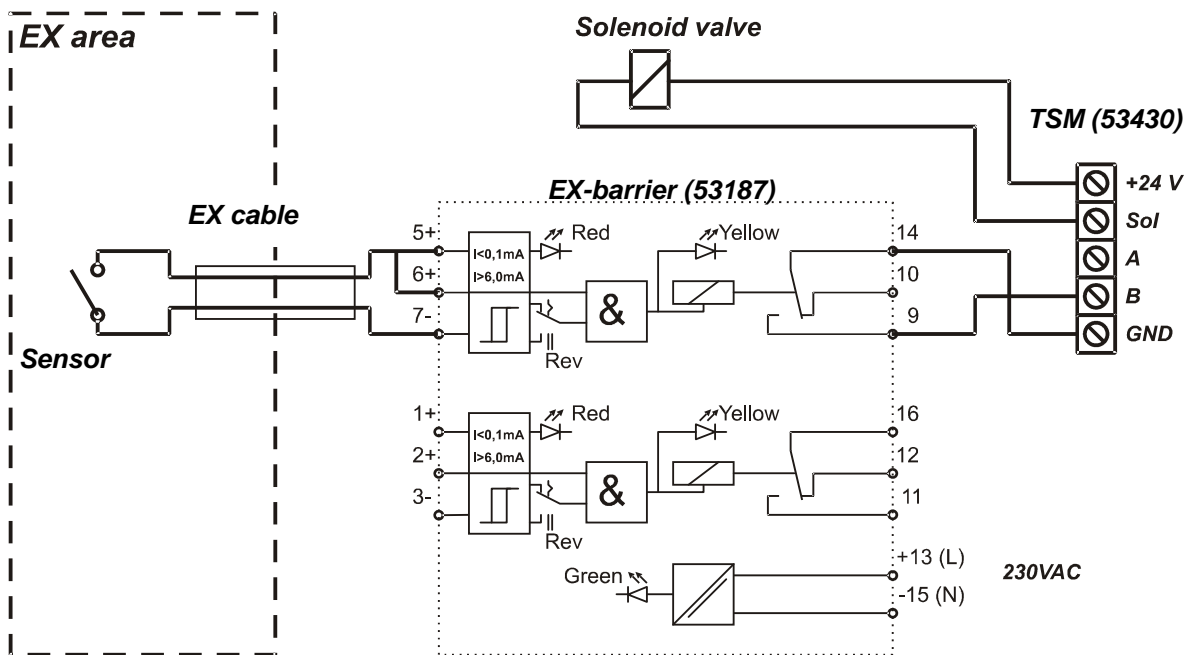 EX area
Solenoid valve
TSM (53430)
+24 V
Sol
A
B
GND
EX-barrier (53187)
EX cable
Sensor
5+
6+
7-
I<0,1mA
I>6,0mA
Red
Rev
&
Yellow
14
10
9
1+
2+
3-
I<0,1mA
I>6,0mA
Red
Rev
&
Yellow
16
12
11
Green
+13 (L)
-15 (N)
230VAC